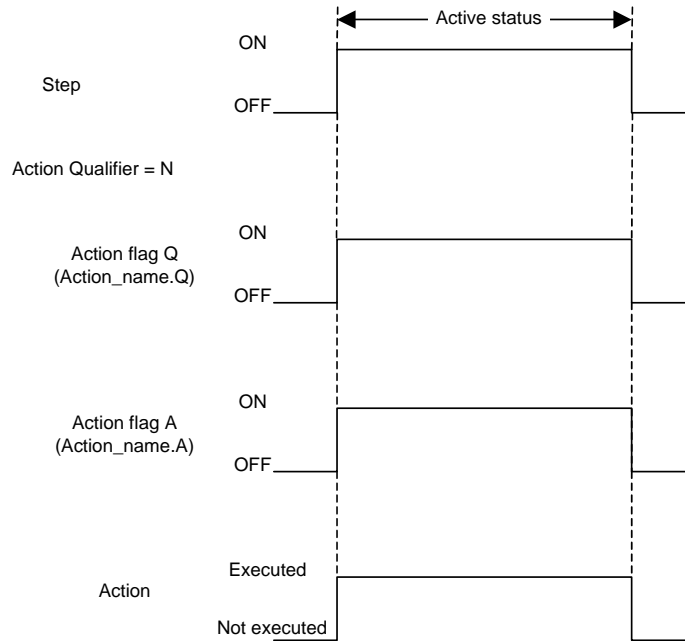 Active status
ON
Step
OFF
Action Qualifier = N
ON
Action flag Q
(Action_name.Q)
OFF
ON
Action flag A
(Action_name.A)
OFF
Executed
Action
Not executed